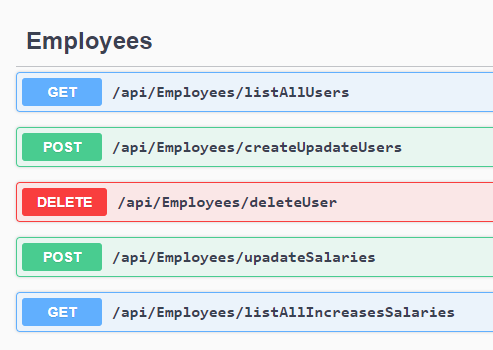 Employees
GET /api/Employees/listAllUsers
POST /api/Employees/createUpadateUsers
DELETE /api/Employees/deleteUser
POST /api/Employees/upadateSalaries
GET /api/Employees/listAllIncreasesSalaries